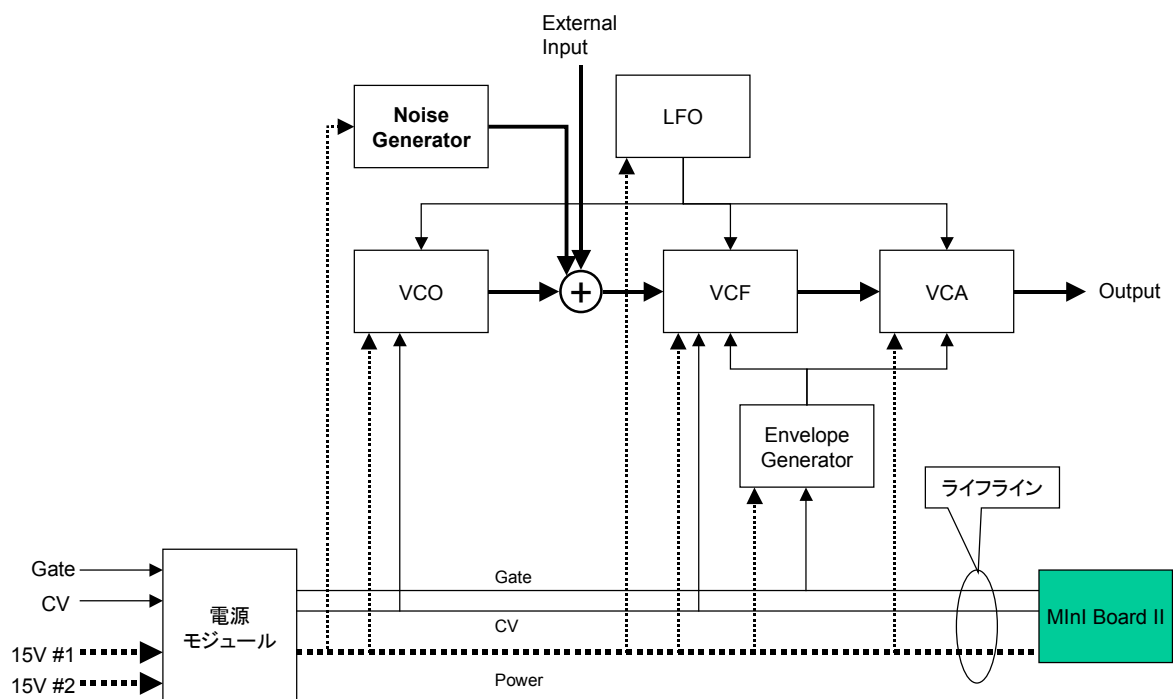 External
Input
Noise
Generator
LFO
VCO
+
VCF
VCA
Output
Envelope
Generator
ライフライン
Gate
CV
15V #1
15V #2
電源
モジュール
Gate
CV
Power
MInI Board II